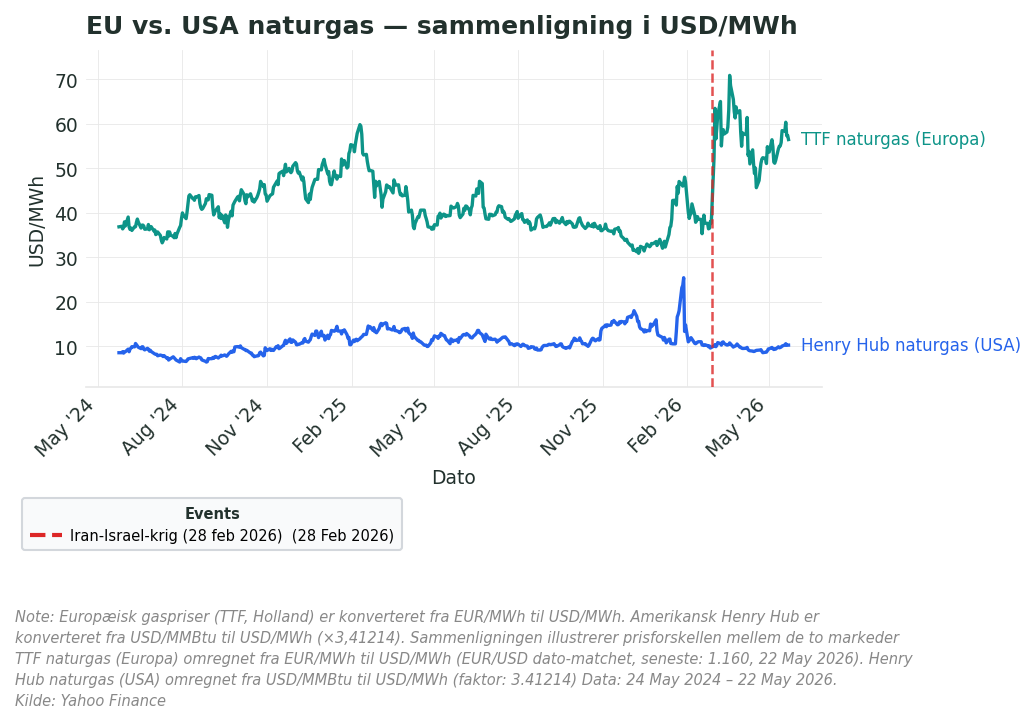 EU vs. USA naturgas — sammenligning i USD/MWh
USD/MWh
70
60
50
40
30
20
10
TTF naturgas (Europa)
Henry Hub naturgas (USA)
May '24
Aug '24
Nov '24
Feb '25
May '25
Aug '25
Nov '25
Feb '26
May '26
Dato
Events
Iran-Israel-krig (28 feb 2026)  (28 Feb 2026)
Note: Europæisk gaspriser (TTF, Holland) er konverteret fra EUR/MWh til USD/MWh. Amerikansk Henry Hub er
konverteret fra USD/MMBtu til USD/MWh (×3,41214). Sammenligningen illustrerer prisforskellen mellem de to markeder
TTF naturgas (Europa) omregnet fra EUR/MWh til USD/MWh (EUR/USD dato-matchet, seneste: 1.160, 22 May 2026). Henry
Hub naturgas (USA) omregnet fra USD/MMBtu til USD/MWh (faktor: 3.41214) Data: 24 May 2024 – 22 May 2026.
Kilde: Yahoo Finance